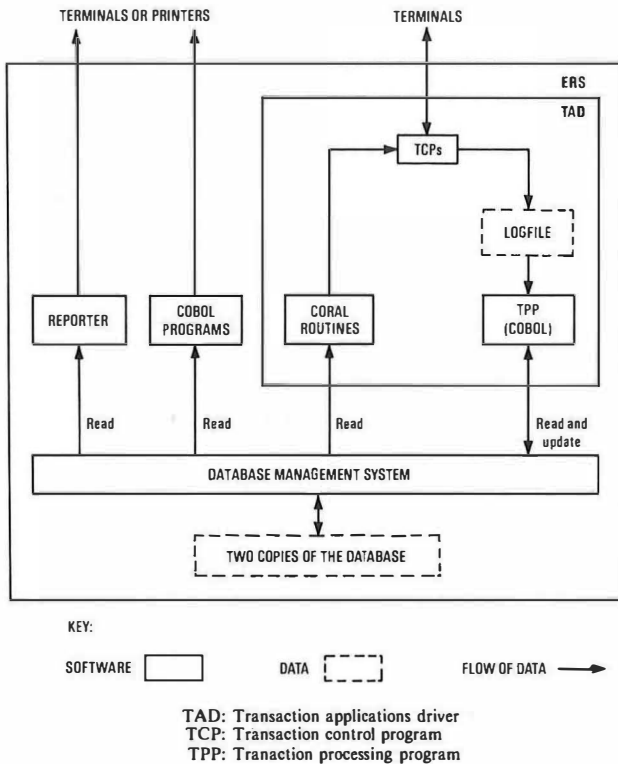 TERMINALS OR PRINTERS
TERMINALS
ERS
TAD
TCPs
LOGFILE
REPORTER
COBOL
PROGRAMS
CORAL
ROUTINES
TPP
(COBOL)
Read
Read
Read
Read and
update
DATABASE MANAGEMENT SYSTEM
TWO COPIES OF THE DATABASE
KEY:
SOFTWARE
DATA
FLOW OF DATA
TAD: Transaction applications driver
TCP: Transaction control program
TPP: Tranaction processing program